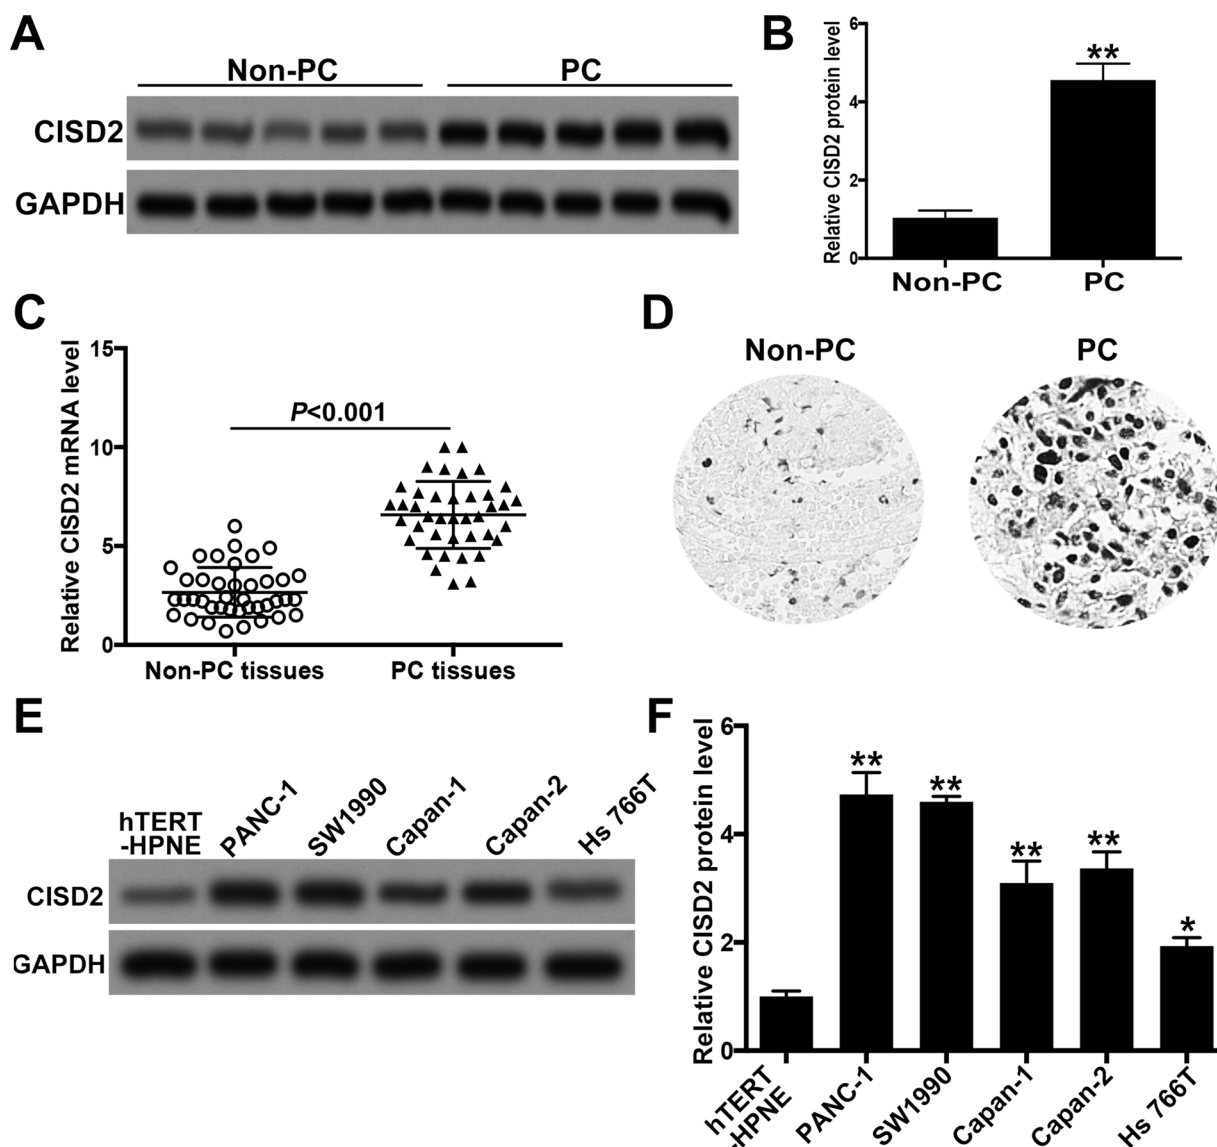 A
Non-PC PC
CISD2
GAPDH
B
Relative CISD2 protein level
6
4
2
0
**
Non-PC PC
C
Relative CISD2 mRNA level
15
10
5
0
P<0.001
Non-PC tissues PC tissues
D
Non-PC PC
E
hTERT
-HPNE
PANC-1
SW1990
Capan-1
Capan-2
Hs 766T
CISD2
GAPDH
F
Relative CISD2 protein level
6
4
2
0
**
**
**
**
*
hTERT
-HPNE
PANC-1
SW1990
Capan-1
Capan-2
Hs 766T